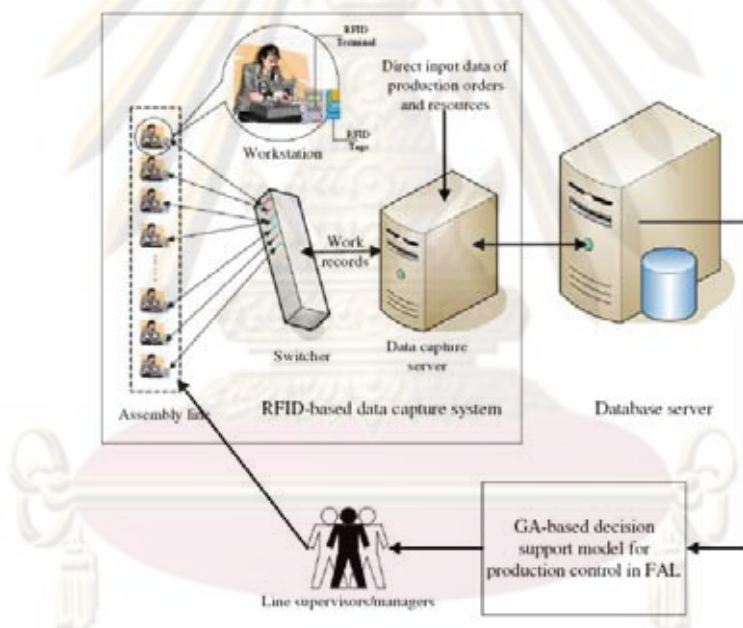 RFID
Terminal
Direct input data of
production orders
and resources
RFID
Tags
Workstation
Work
records
Switcher
Data capture
server
Assembly line
RFID-based data capture system
Database server
GA-based decision
support model for
production control in FAL
Line supervisors/managers